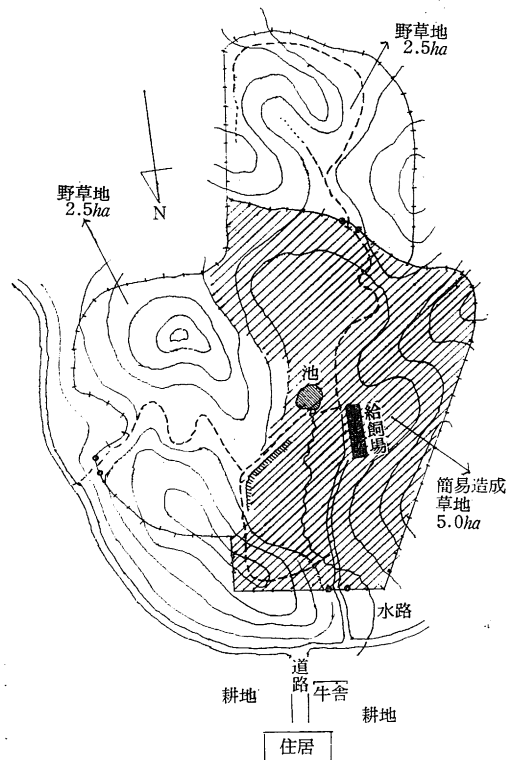 野草地
2.5ha
野草地
2.5ha
N
池
給飼場
簡易造成
草地
5.0ha
水路
道路
牛舎
耕地
耕地
住居